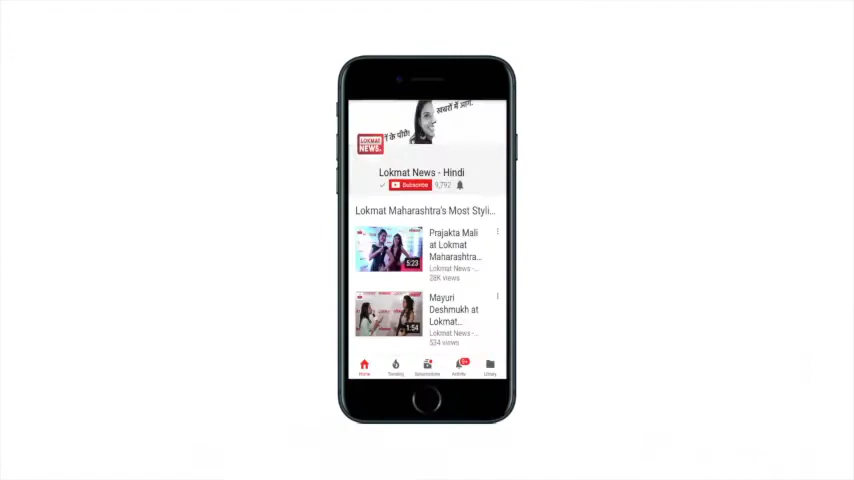 खबरों में आग,
के पीछे!
LOKMAT
NEWS
Lokmat News - Hindi
Subscribe 9,792
Lokmat Maharashtra's Most Styli...
Prajakta Mali
at Lokmat
Maharashtra...
Lokmat News -...
28K views
5:23
Mayuri
Deshmukh at
Lokmat...
Lokmat News -...
534 views
1:54
Home Trending Subscriptions Activity Library
9+